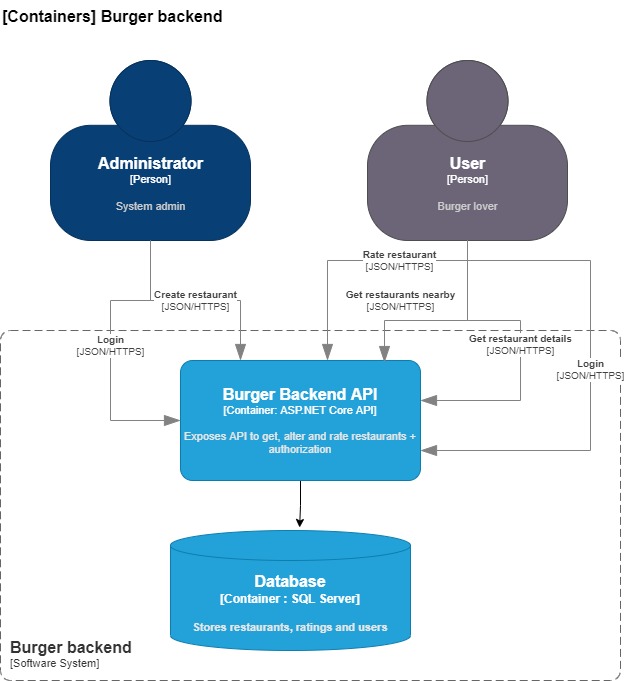 [Containers] Burger backend
Administrator
[Person]
System admin
User
[Person]
Burger lover
Rate restaurant
[JSON/HTTPS]
Create restaurant
[JSON/HTTPS]
Get restaurants nearby
[JSON/HTTPS]
Login
[JSON/HTTPS]
Get restaurant details
[JSON/HTTPS]
Login
[JSON/HTTPS]
Burger Backend API
[Container: ASP.NET Core API]
Exposes API to get, alter and rate restaurants +
authorization
Database
[Container : SQL Server]
Stores restaurants, ratings and users
Burger backend
[Software System]